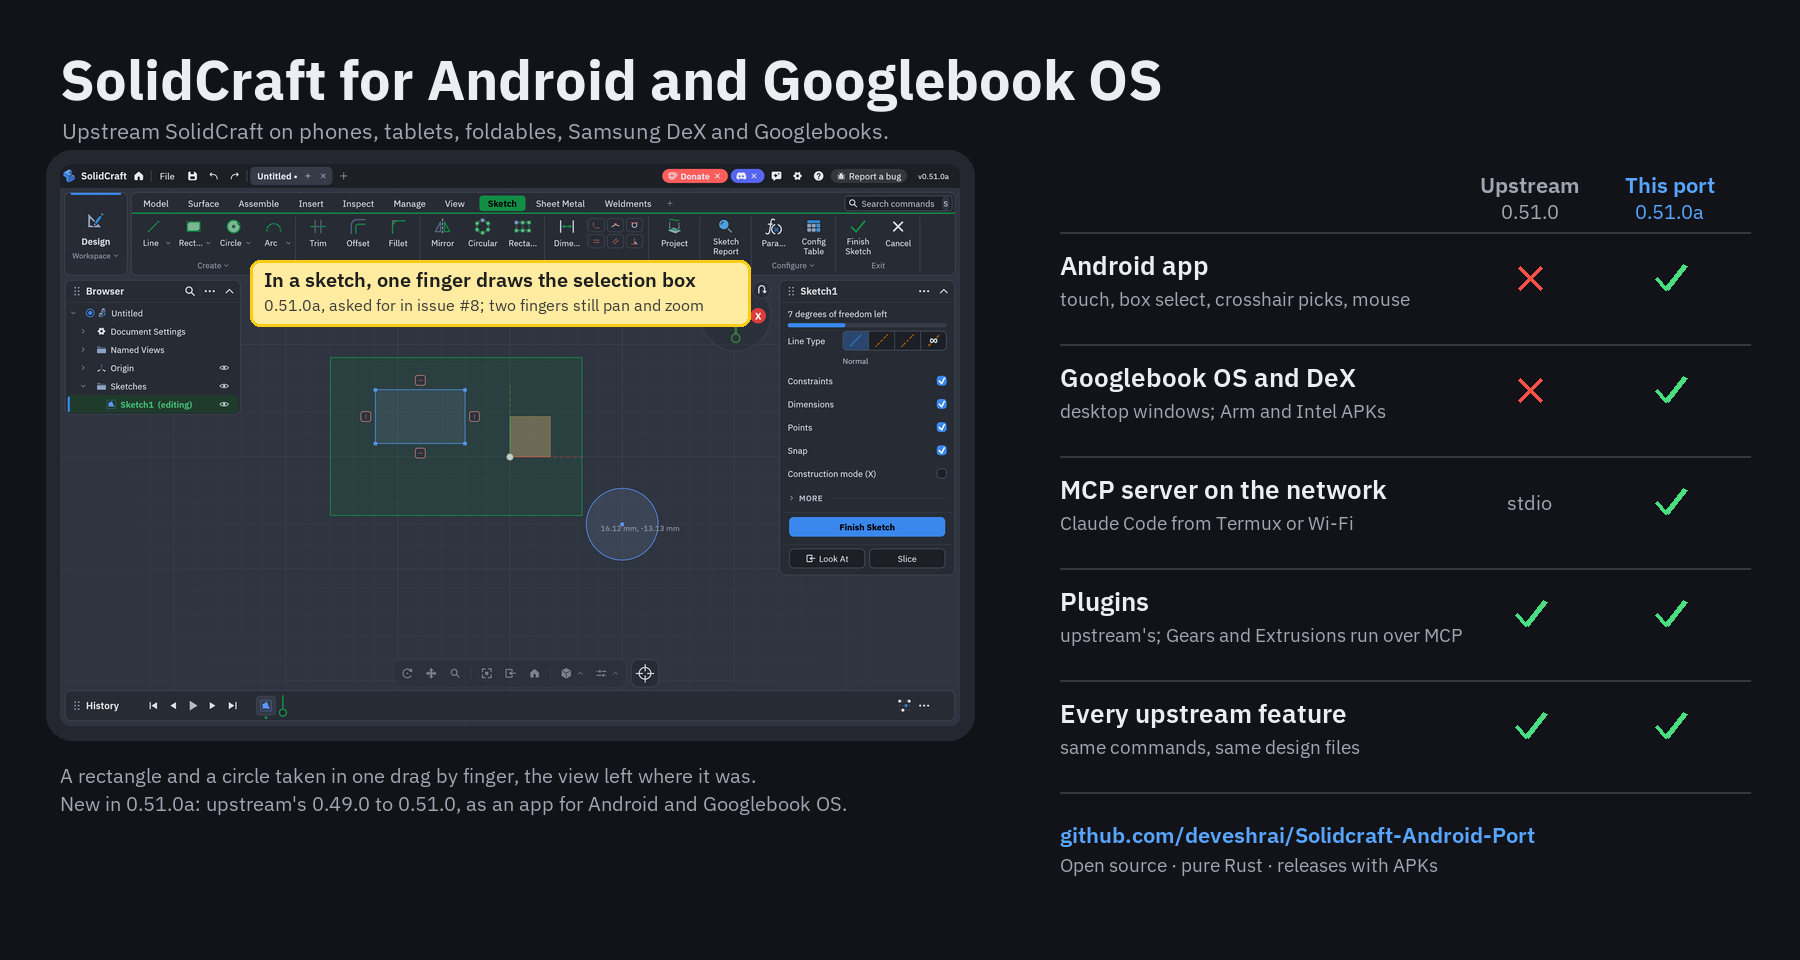 SolidCraft for Android and Googlebook OS
Upstream SolidCraft on phones, tablets, foldables, Samsung DeX and Googlebooks.
SolidCraft File Untitled • + × + Donate × × Report a bug v0.51.0a
Model Surface Assemble Insert Inspect Manage View Sketch Sheet Metal Weldments + Search commands S
Design
Workspace
Line Rect... Circle Arc Trim Offset Fillet Mirror Circular Recta... Dime... Project Sketch Report Para... Config Table Finish Sketch Cancel
Create Configure Exit
In a sketch, one finger draws the selection box
0.51.0a, asked for in issue #8; two fingers still pan and zoom
Browser
Untitled
Document Settings
Named Views
Origin
Sketches
Sketch1 (editing)
X
16.12 mm, -13.13 mm
Sketch1
7 degrees of freedom left
Line Type
Normal
Constraints
Dimensions
Points
Snap
Construction mode (X)
MORE
Finish Sketch
Look At Slice
History
A rectangle and a circle taken in one drag by finger, the view left where it was.
New in 0.51.0a: upstream's 0.49.0 to 0.51.0, as an app for Android and Googlebook OS.
Upstream This port
0.51.0 0.51.0a
Android app
touch, box select, crosshair picks, mouse
Googlebook OS and DeX
desktop windows; Arm and Intel APKs
MCP server on the network
stdio
Claude Code from Termux or Wi-Fi
Plugins
upstream's; Gears and Extrusions run over MCP
Every upstream feature
same commands, same design files
github.com/deveshrai/Solidcraft-Android-Port
Open source · pure Rust · releases with APKs